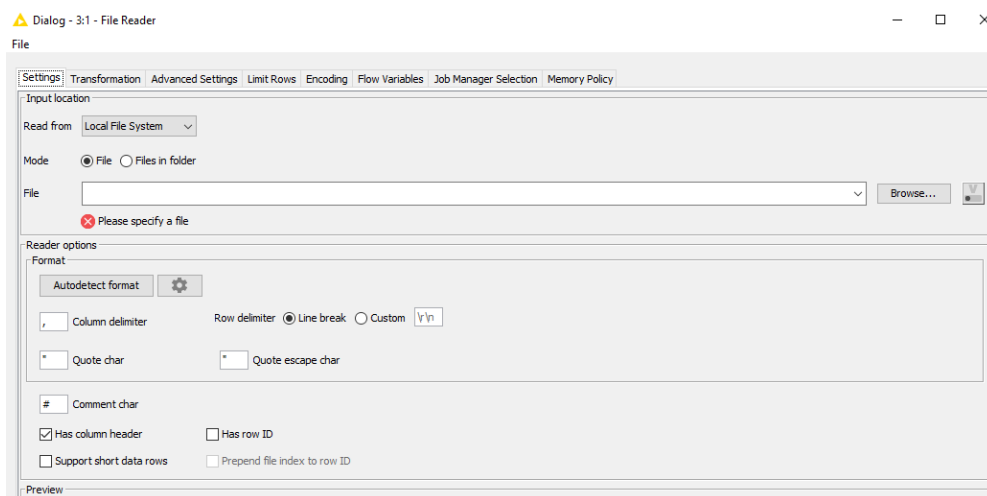 Dialog - 3:1 - File Reader
File
Settings Transformation Advanced Settings Limit Rows Encoding Flow Variables Job Manager Selection Memory Policy
Input location
Read from Local File System
Mode File Files in folder
File Browse... V
Please specify a file
Reader options
Format
Autodetect format
, Column delimiter Row delimiter Line break Custom \r\n
" Quote char " Quote escape char
# Comment char
Has column header Has row ID
Support short data rows Prepend file index to row ID
Preview